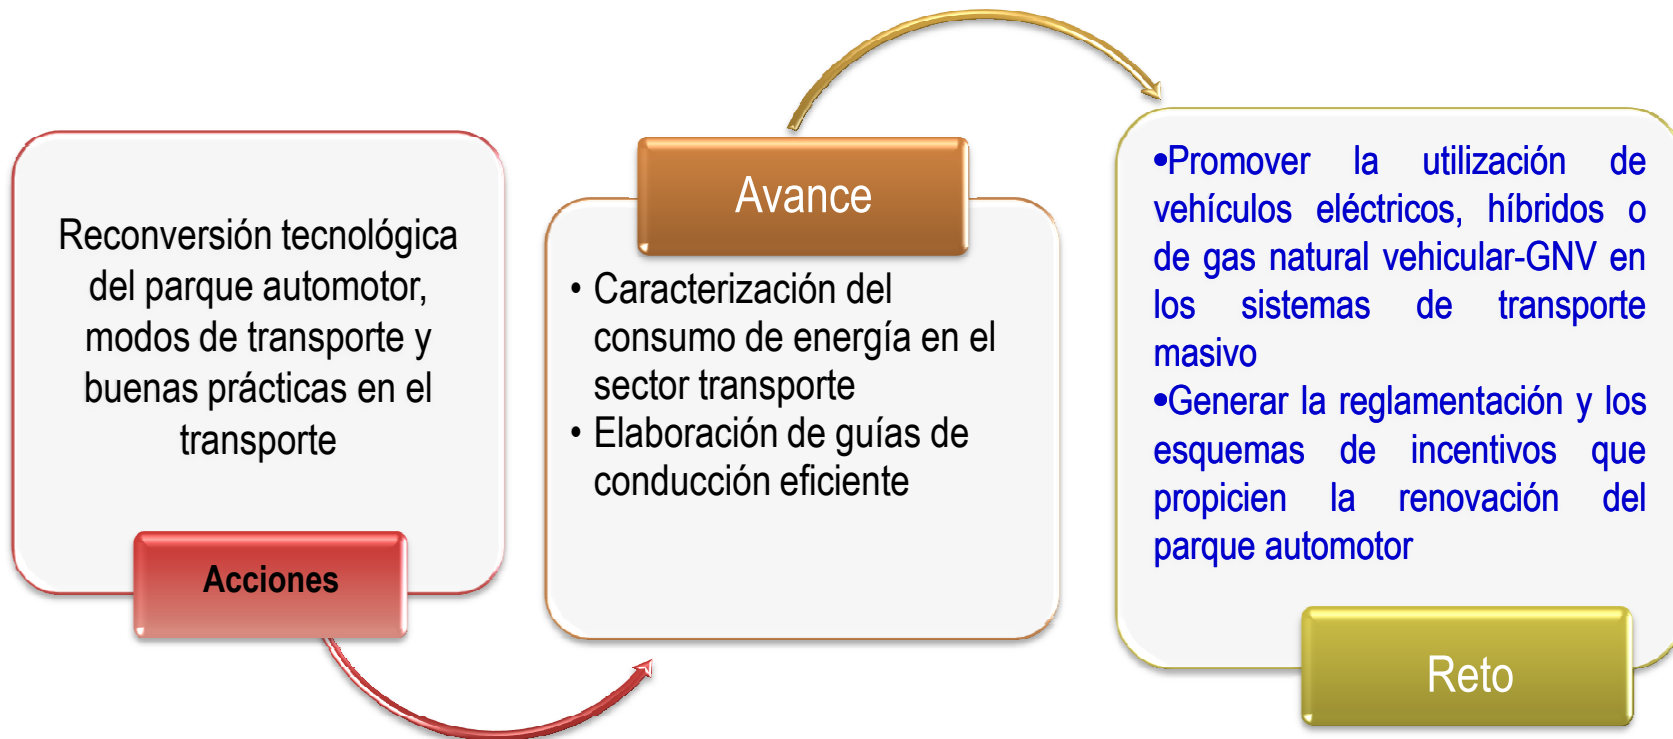 Reconversión tecnológica
del parque automotor,
modos de transporte y
buenas prácticas en el
transporte
Acciones
Avance
• Caracterización del
consumo de energía en el
sector transporte
• Elaboración de guías de
conducción eficiente
•Promover la utilización de
vehículos eléctricos, híbridos o
de gas natural vehicular-GNV en
los sistemas de transporte
masivo
•Generar la reglamentación y los
esquemas de incentivos que
propicien la renovación del
parque automotor
Reto